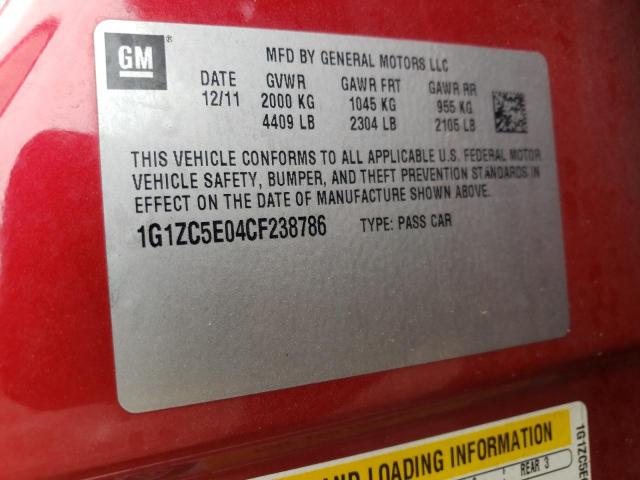 GM®
MFD BY GENERAL MOTORS LLC
DATE GVWR GAWR FRT GAWR RR
12/11 2000 KG 1045 KG 955 KG
4409 LB 2304 LB 2105 LB
THIS VEHICLE CONFORMS TO ALL APPLICABLE U.S. FEDERAL MOTOR
VEHICLE SAFETY, BUMPER, AND THEFT PREVENTION STANDARDS IN
EFFECT ON THE DATE OF MANUFACTURE SHOWN ABOVE.
1G1ZC5E04CF238786 TYPE: PASS CAR
AND LOADING INFORMATION
REAR 3
1G1ZC5E